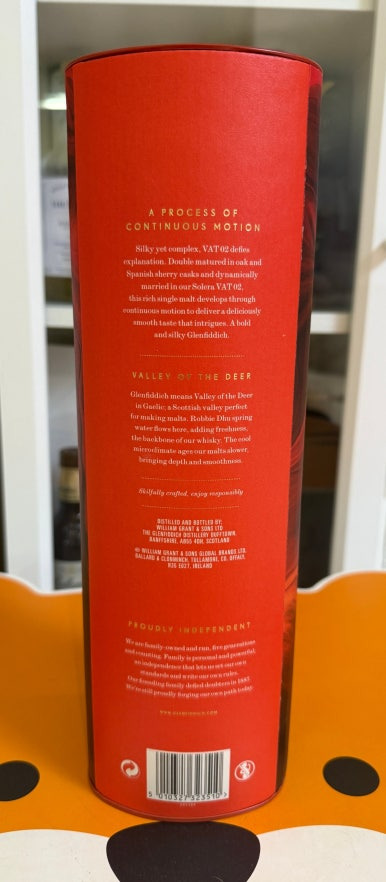 A PROCESS OF
CONTINUOUS MOTION
Silky yet complex, VAT 02 defies
explanation. Double matured in oak and
Spanish sherry casks and dynamically
married in our Solera VAT 02,
this rich single malt develops through
continuous motion to deliver a deliciously
smooth taste that intrigues. A bold
and silky Glenfiddich.
VALLEY OF THE DEER
Glenfiddich means Valley of the Deer
in Gaelic; a Scottish valley perfect
for making malts. Robbie Dhu spring
water flows here, adding freshness,
the backbone of our whisky. The cool
microclimate ages our malts slower,
bringing depth and smoothness.
Skilfully crafted, enjoy responsibly
DISTILLED AND BOTTLED BY:
WILLIAM GRANT & SONS LTD
THE GLENFIDDICH DISTILLERY DUFFTOWN,
BANFFSHIRE, AB55 4DH, SCOTLAND
WILLIAM GRANT & SONS GLOBAL BRANDS LTD.
BALLARD & CLONMINCH, TULLAMORE, CO. OFFALY,
R35 E027, IRELAND
PROUDLY INDEPENDENT
We are family-owned and run, five generations
and counting. Family is personal and powerful,
an independence that lets us set our own
standards and write our own rules.
Our founding family defied doubters in 1887.
We're still proudly forging our own path today.
WWW.GLENFIDDICH.COM
5 010327 323510 >